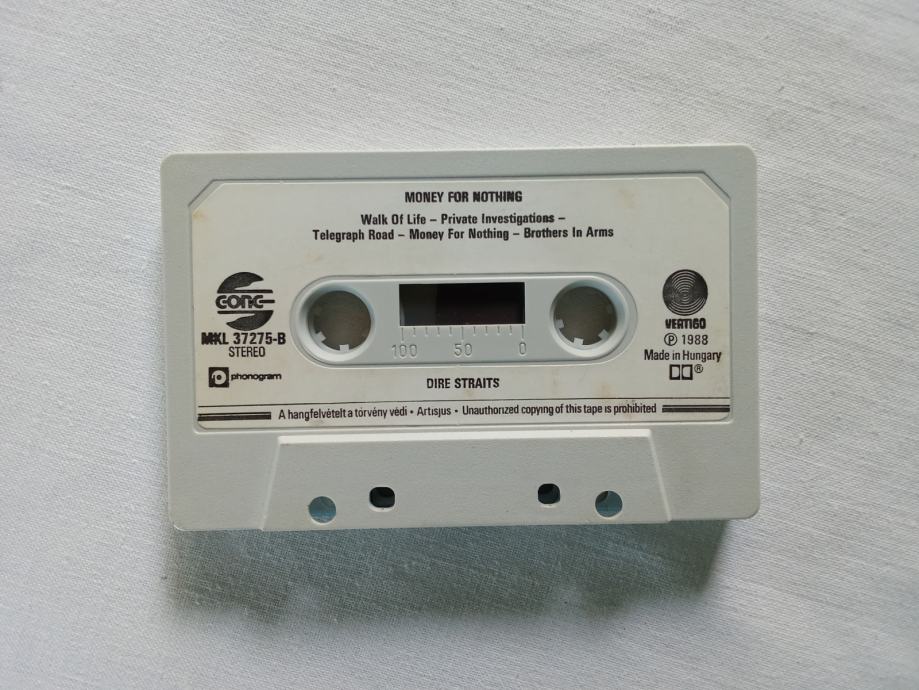 MONEY FOR NOTHING
Walk Of Life – Private Investigations –
Telegraph Road – Money For Nothing – Brothers In Arms
GONG
MKL 37275-B
STEREO
phonogram
100 50 0
VERTIGO
Ⓟ 1988
Made in Hungary
®
DIRE STRAITS
A hangfelvételt a törvény védi • Artisjus • Unauthorized copying of this tape is prohibited